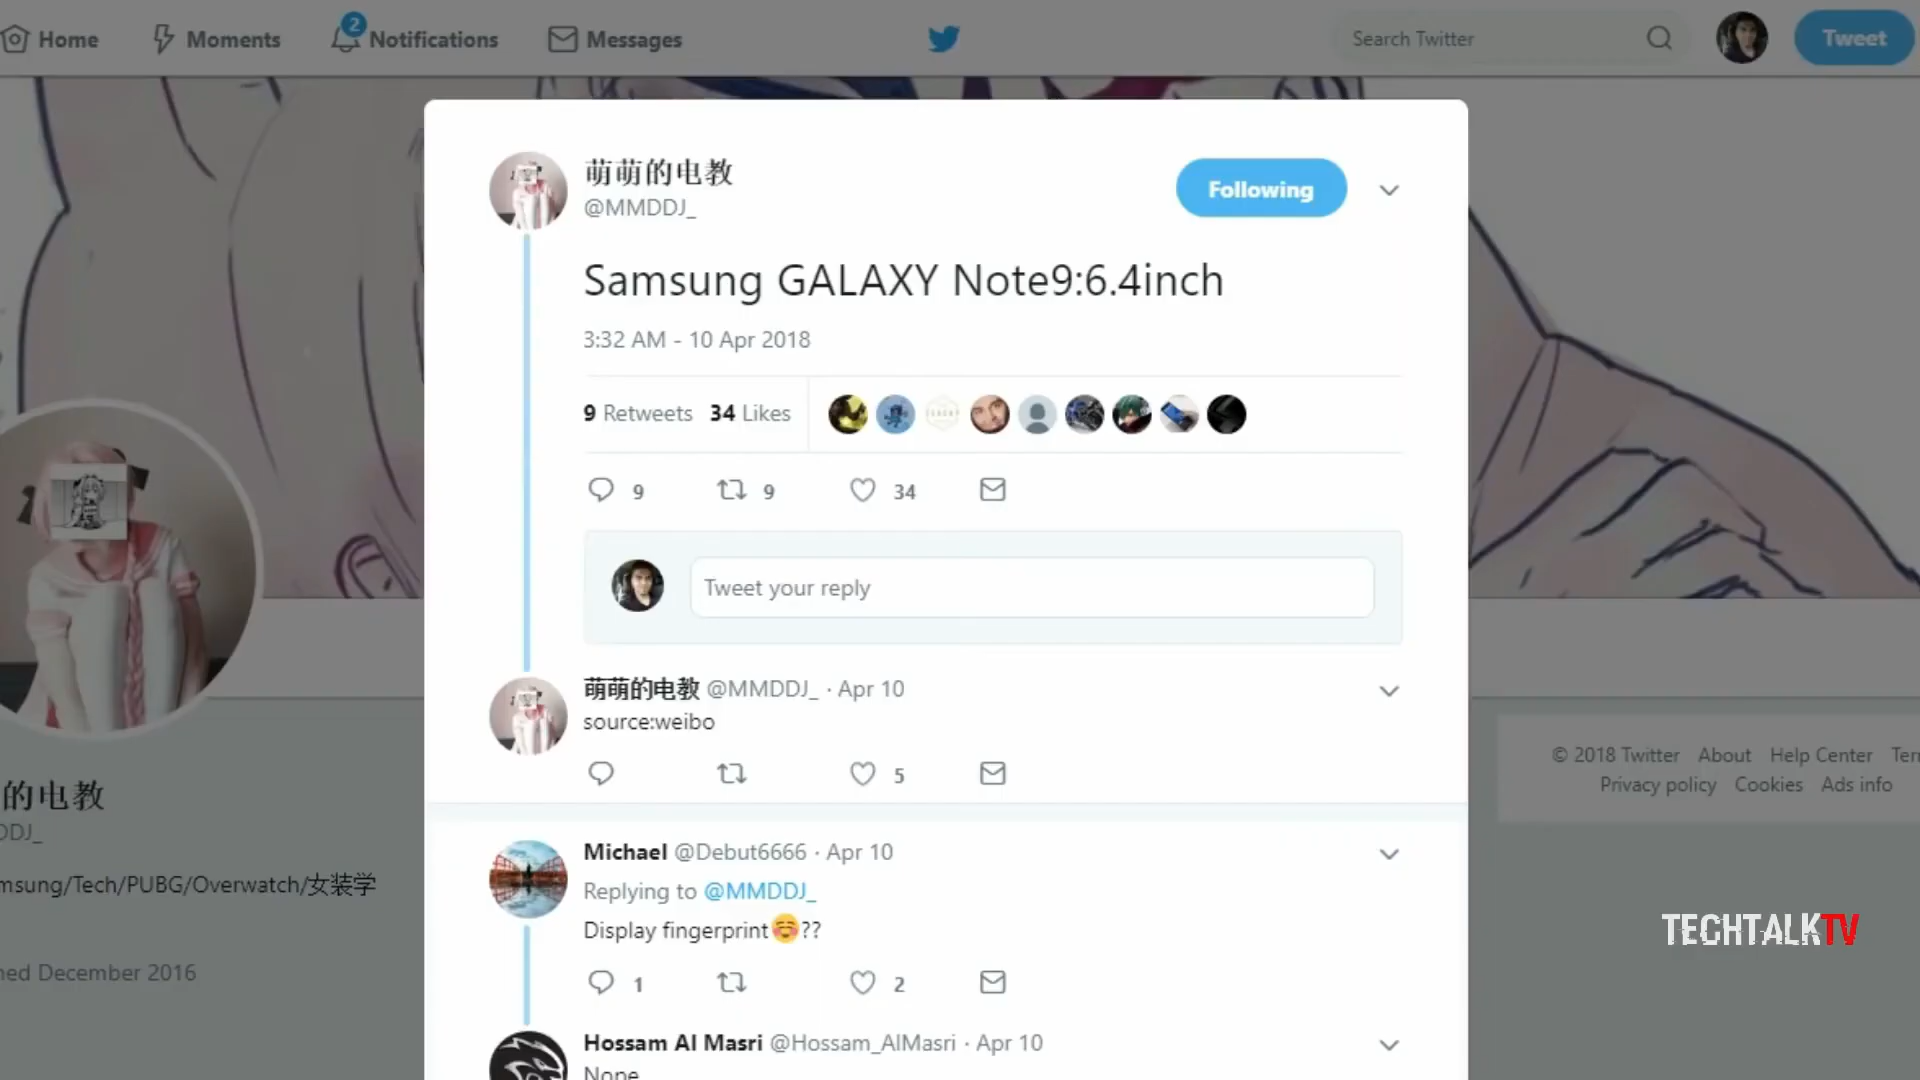 Home
Moments
2
Notifications
Messages
Search Twitter
Tweet
萌萌的电教
@MMDDJ_
Following
Samsung GALAXY Note9:6.4inch
3:32 AM - 10 Apr 2018
9 Retweets 34 Likes
9 9 34
Tweet your reply
萌萌的电教 @MMDDJ_ · Apr 10
source:weibo
5
Michael @Debut6666 · Apr 10
Replying to @MMDDJ_
Display fingerprint☺️??
1 2
Hossam Al Masri @Hossam_AlMasri · Apr 10
None
的电教
DDJ_
msung/Tech/PUBG/Overwatch/女装学
ned December 2016
© 2018 Twitter About Help Center Ter
Privacy policy Cookies Ads info
TECHTALKTV